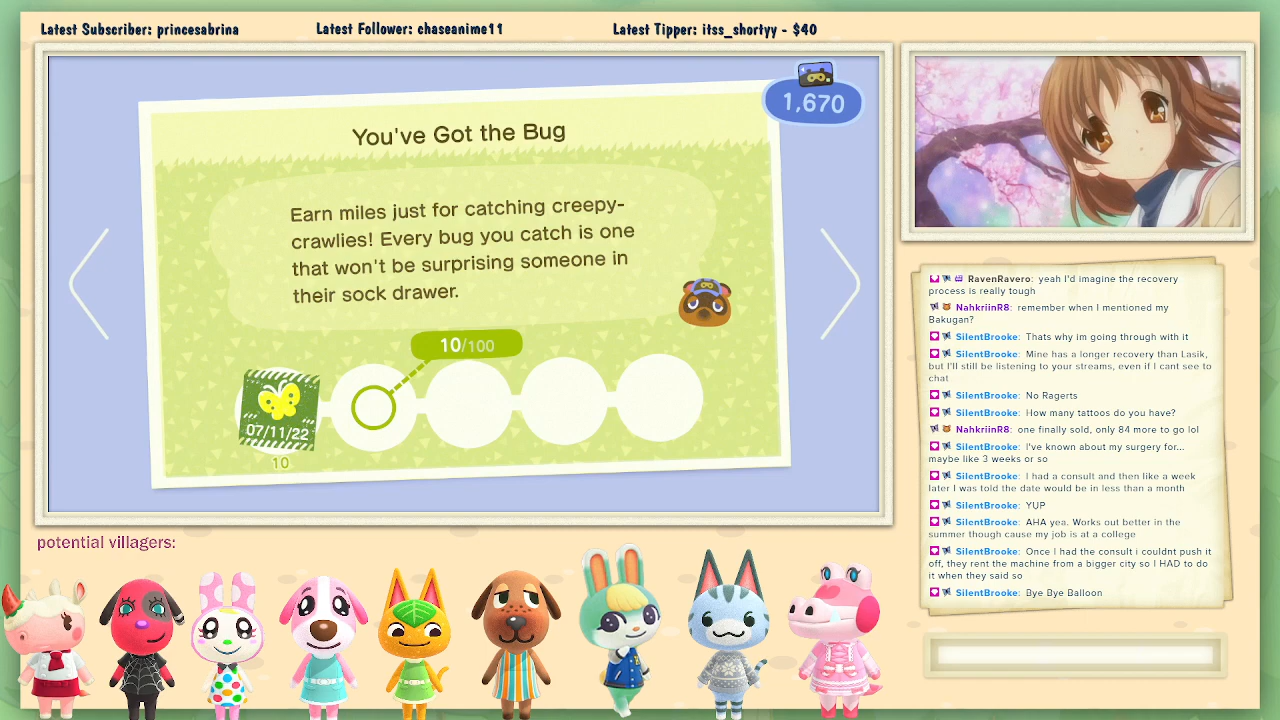 Latest Subscriber: princesabrina
Latest Follower: chaseanime11
Latest Tipper: itss_shortyy - $40
1,670
You've Got the Bug
Earn miles just for catching creepy-
crawlies! Every bug you catch is one
that won't be surprising someone in
their sock drawer.
10/100
07/11/22
10
potential villagers:
RavenRavero: yeah I'd imagine the recovery
process is really tough
NahkriinR8: remember when I mentioned my
Bakugan?
SilentBrooke: Thats why im going through with it
SilentBrooke: Mine has a longer recovery than Lasik,
but I'll still be listening to your streams, even if I cant see to
chat
SilentBrooke: No Ragerts
SilentBrooke: How many tattoos do you have?
NahkriinR8: one finally sold, only 84 more to go lol
SilentBrooke: I've known about my surgery for...
maybe like 3 weeks or so
SilentBrooke: I had a consult and then like a week
later I was told the date would be in less than a month
SilentBrooke: YUP
SilentBrooke: AHA yea. Works out better in the
summer though cause my job is at a college
SilentBrooke: Once I had the consult i couldnt push it
off, they rent the machine from a bigger city so I HAD to do
it when they said so
SilentBrooke: Bye Bye Balloon